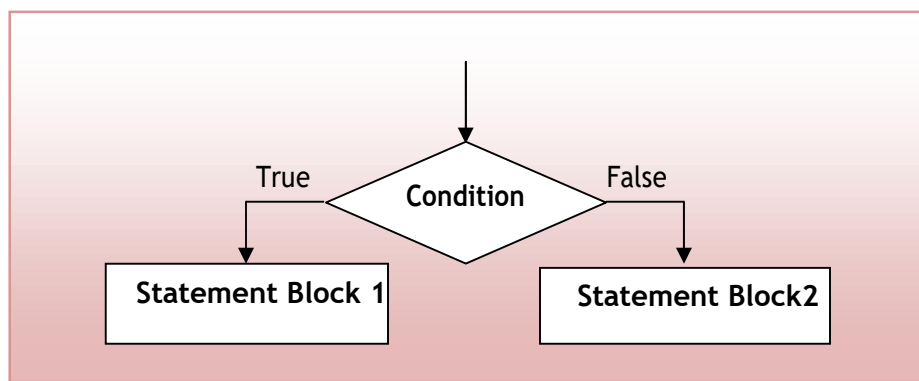 True
False
Condition
Statement Block 1
Statement Block2